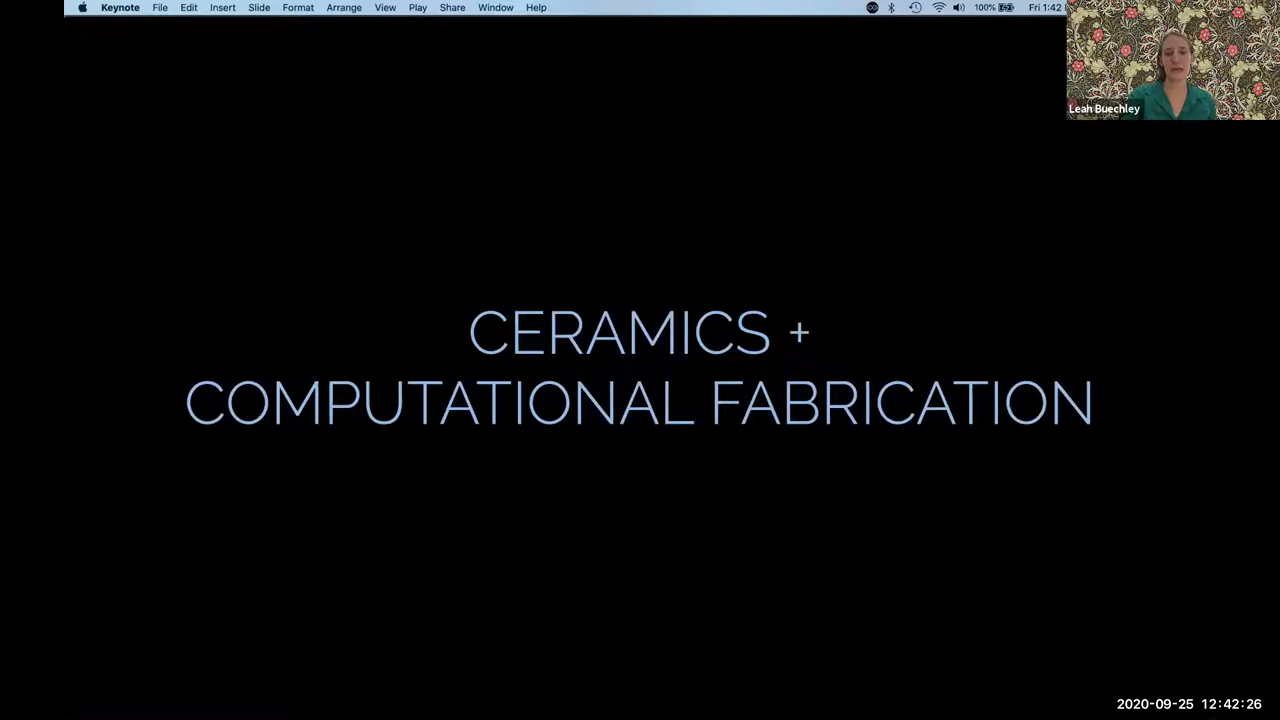 Keynote File Edit Insert Slide Format Arrange View Play Share Window Help 100% Fri 1:42
Leah Buechley
CERAMICS +
COMPUTATIONAL FABRICATION
2020-09-25 12:42:26